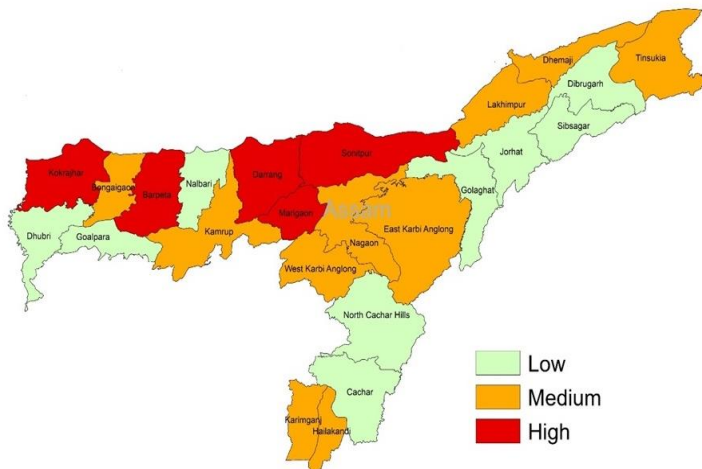 Tinsukia
Dhemaji
Dibrugarh
Lakhimpur
Sibsagar
Jorhat
Sonitpur
Kokrajhar
Bongaigaon
Barpeta
Nalbari
Darrang
Golaghat
Marigaon
Assam
Dhubri
Goalpara
Kamrup
East Karbi Anglong
Nagaon
West Karbi Anglong
North Cachar Hills
Cachar
Karimganj
Hailakandi
Low
Medium
High